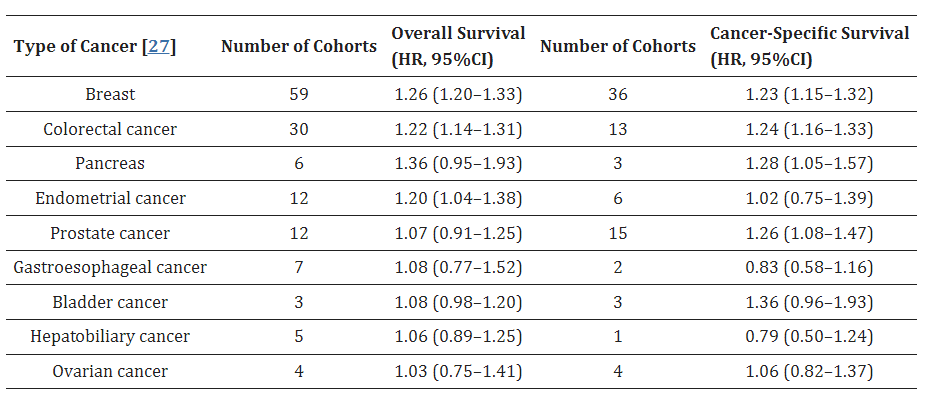 Type of Cancer [27] Number of Cohorts Overall Survival (HR, 95%CI) Number of Cohorts Cancer-Specific Survival (HR, 95%CI)
Breast 59 1.26 (1.20–1.33) 36 1.23 (1.15–1.32)
Colorectal cancer 30 1.22 (1.14–1.31) 13 1.24 (1.16–1.33)
Pancreas 6 1.36 (0.95–1.93) 3 1.28 (1.05–1.57)
Endometrial cancer 12 1.20 (1.04–1.38) 6 1.02 (0.75–1.39)
Prostate cancer 12 1.07 (0.91–1.25) 15 1.26 (1.08–1.47)
Gastroesophageal cancer 7 1.08 (0.77–1.52) 2 0.83 (0.58–1.16)
Bladder cancer 3 1.08 (0.98–1.20) 3 1.36 (0.96–1.93)
Hepatobiliary cancer 5 1.06 (0.89–1.25) 1 0.79 (0.50–1.24)
Ovarian cancer 4 1.03 (0.75–1.41) 4 1.06 (0.82–1.37)